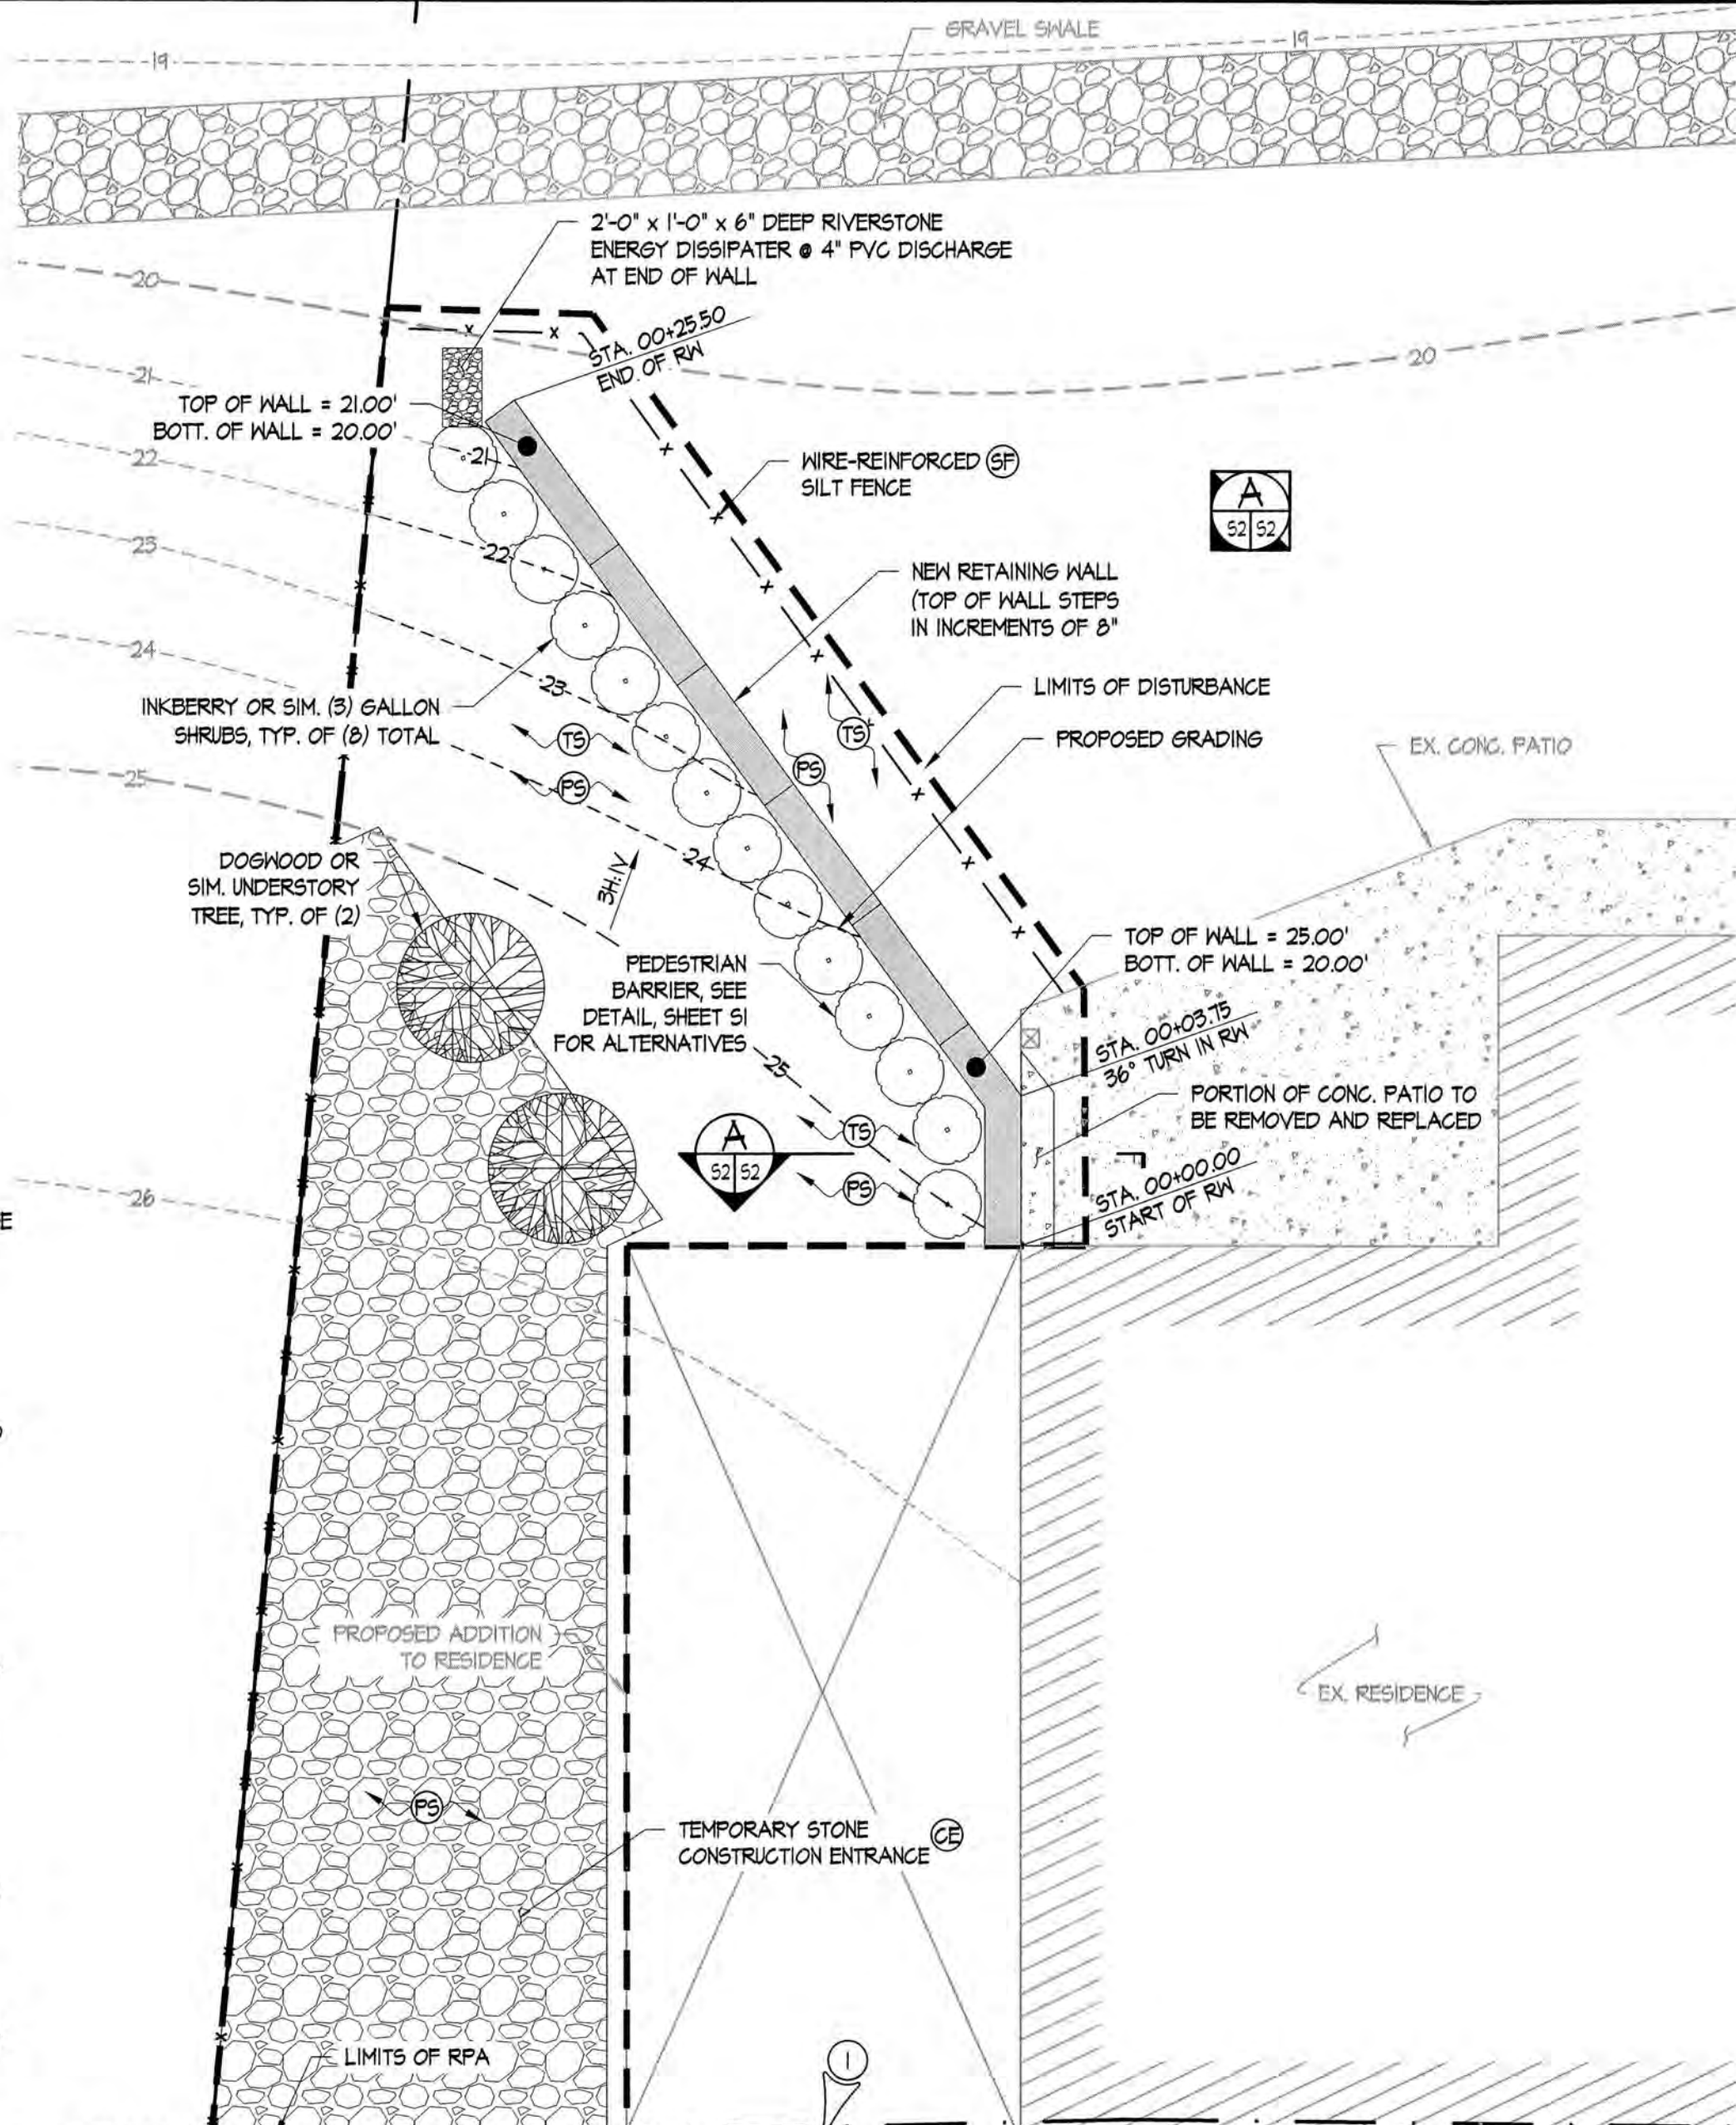 GRAVEL SWALE
19
19
2'-0" x 1'-0" x 6" DEEP RIVERSTONE
ENERGY DISSIPATER @ 4" PVC DISCHARGE
AT END OF WALL
20
STA. 00+25.50
END OF RW
20
21
TOP OF WALL = 21.00'
BOTT. OF WALL = 20.00'
21
22
WIRE-REINFORCED SF
SILT FENCE
A
S2 S2
23
22
NEW RETAINING WALL
(TOP OF WALL STEPS
IN INCREMENTS OF 8"
24
23
LIMITS OF DISTURBANCE
INKBERRY OR SIM. (3) GALLON
SHRUBS, TYP. OF (8) TOTAL
TS
TS
PROPOSED GRADING
EX. CONC. PATIO
25
PS
PS
DOGWOOD OR
SIM. UNDERSTORY
TREE, TYP. OF (2)
3H:1V
24
TOP OF WALL = 25.00'
BOTT. OF WALL = 20.00'
PEDESTRIAN
BARRIER, SEE
DETAIL, SHEET S1
FOR ALTERNATIVES
STA. 00+03.75
36° TURN IN RW
25
PORTION OF CONC. PATIO TO
BE REMOVED AND REPLACED
TS
A
S2 S2
PS
STA. 00+00.00
START OF RW
26
E
PROPOSED ADDITION
TO RESIDENCE
EX. RESIDENCE
PS
TEMPORARY STONE
CONSTRUCTION ENTRANCE CE
LIMITS OF RPA
1